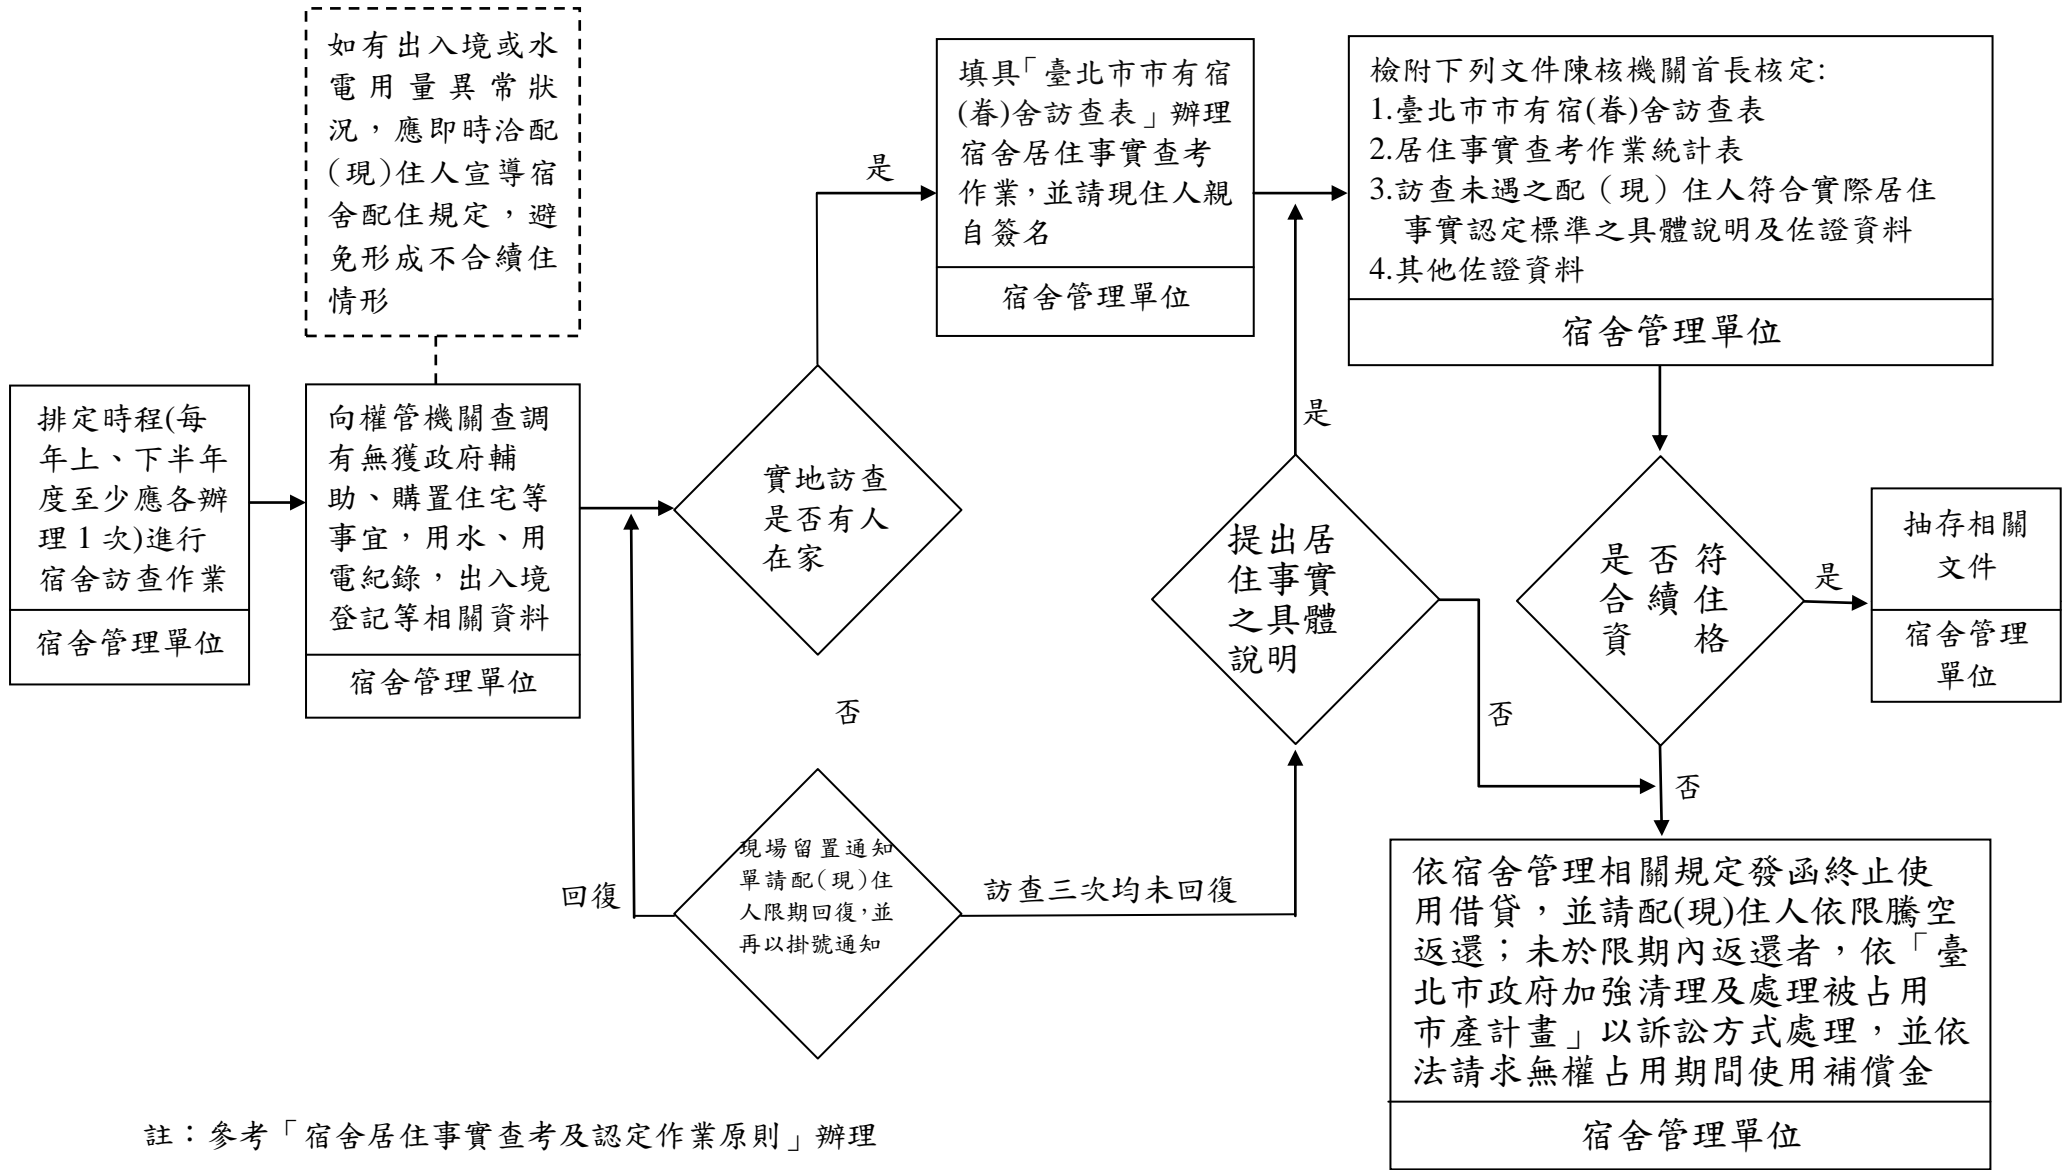 如有出入境或水
電用量異常狀
況，應即時洽配
(現)住人宣導宿
舍配住規定，避
免形成不合續住
情形
排定時程(每
年上、下半年
度至少應各辦
理 1 次)進行
宿舍訪查作業
宿舍管理單位
向權管機關查調
有無獲政府輔
助、購置住宅等
事宜，用水、用
電紀錄，出入境
登記等相關資料
宿舍管理單位
實地訪查
是否有人
在家
是
否
填具「臺北市市有宿
(眷)舍訪查表」辦理
宿舍居住事實查考
作業，並請現住人親
自簽名
宿舍管理單位
現場留置通知
單請配(現)住
人限期回復，並
再以掛號通知
回復
訪查三次均未回復
提出居
住事實
之具體
說明
是
否
檢附下列文件陳核機關首長核定:
1.臺北市市有宿(眷)舍訪查表
2.居住事實查考作業統計表
3.訪查未遇之配（現）住人符合實際居住
事實認定標準之具體說明及佐證資料
4.其他佐證資料
宿舍管理單位
是否符
合續住
資格
是
否
抽存相關
文件
宿舍管理
單位
依宿舍管理相關規定發函終止使
用借貸，並請配(現)住人依限騰空
返還；未於限期內返還者，依「臺
北市政府加強清理及處理被占用
市產計畫」以訴訟方式處理，並依
法請求無權占用期間使用補償金
宿舍管理單位
註：參考「宿舍居住事實查考及認定作業原則」辦理